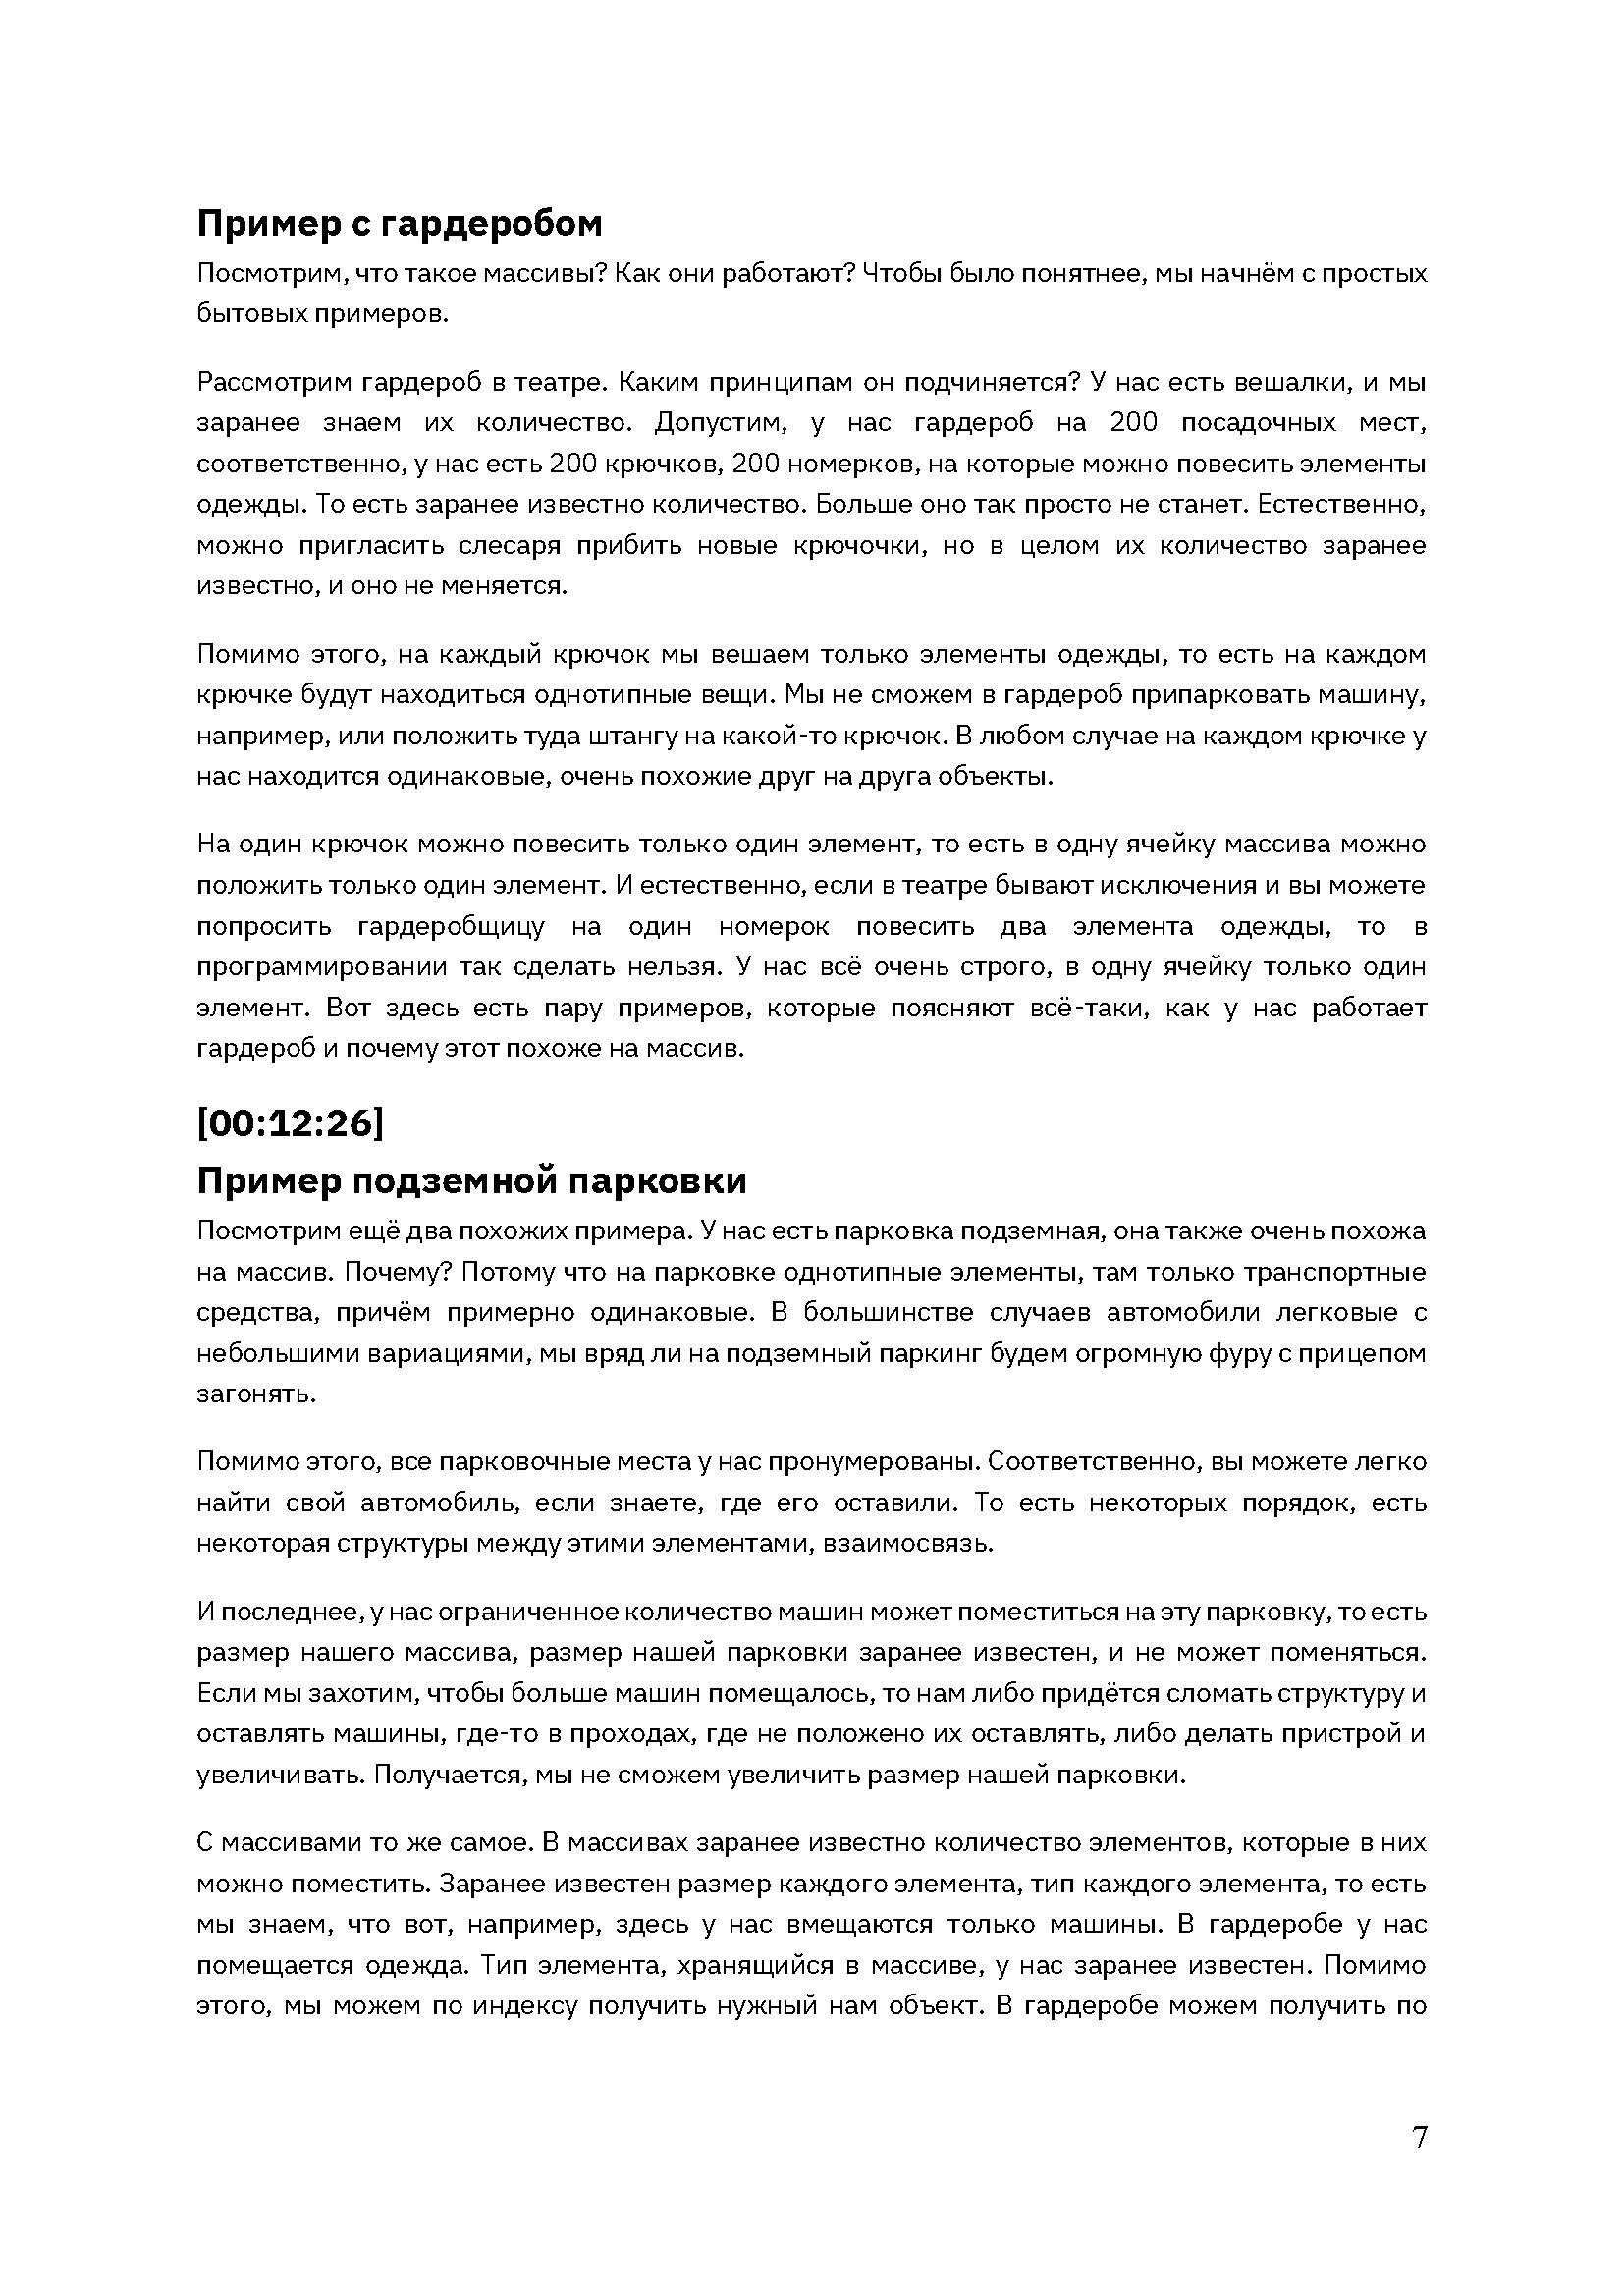 Пример с гардеробом
Посмотрим, что такое массивы? Как они работают? Чтобы было понятнее, мы начнём с простых
бытовых примеров.
Рассмотрим гардероб в театре. Каким принципам он подчиняется? У нас есть вешалки, и мы
заранее знаем их количество. Допустим, у нас гардероб на 200 посадочных мест,
соответственно, у нас есть 200 крючков, 200 номерков, на которые можно повесить элементы
одежды. То есть заранее известно количество. Больше оно так просто не станет. Естественно,
можно пригласить слесаря прибить новые крючочки, но в целом их количество заранее
известно, и оно не меняется.
Помимо этого, на каждый крючок мы вешаем только элементы одежды, то есть на каждом
крючке будут находиться однотипные вещи. Мы не сможем в гардероб припарковать машину,
например, или положить туда штангу на какой-то крючок. В любом случае на каждом крючке у
нас находится одинаковые, очень похожие друг на друга объекты.
На один крючок можно повесить только один элемент, то есть в одну ячейку массива можно
положить только один элемент. И естественно, если в театре бывают исключения и вы можете
попросить гардеробщицу на один номерок повесить два элемента одежды, то в
программировании так сделать нельзя. У нас всё очень строго, в одну ячейку только один
элемент. Вот здесь есть пару примеров, которые поясняют всё-таки, как у нас работает
гардероб и почему этот похоже на массив.
[00:12:26]
Пример подземной парковки
Посмотрим ещё два похожих примера. У нас есть парковка подземная, она также очень похожа
на массив. Почему? Потому что на парковке однотипные элементы, там только транспортные
средства, причём примерно одинаковые. В большинстве случаев автомобили легковые с
небольшими вариациями, мы вряд ли на подземный паркинг будем огромную фуру с прицепом
загонять.
Помимо этого, все парковочные места у нас пронумерованы. Соответственно, вы можете легко
найти свой автомобиль, если знаете, где его оставили. То есть некоторых порядок, есть
некоторая структуры между этими элементами, взаимосвязь.
И последнее, у нас ограниченное количество машин может поместиться на эту парковку, то есть
размер нашего массива, размер нашей парковки заранее известен, и не может поменяться.
Если мы захотим, чтобы больше машин помещалось, то нам либо придётся сломать структуру и
оставлять машины, где-то в проходах, где не положено их оставлять, либо делать пристрой и
увеличивать. Получается, мы не сможем увеличить размер нашей парковки.
С массивами то же самое. В массивах заранее известно количество элементов, которые в них
можно поместить. Заранее известен размер каждого элемента, тип каждого элемента, то есть
мы знаем, что вот, например, здесь у нас вмещаются только машины. В гардеробе у нас
помещается одежда. Тип элемента, хранящийся в массиве, у нас заранее известен. Помимо
этого, мы можем по индексу получить нужный нам объект. В гардеробе можем получить по
7